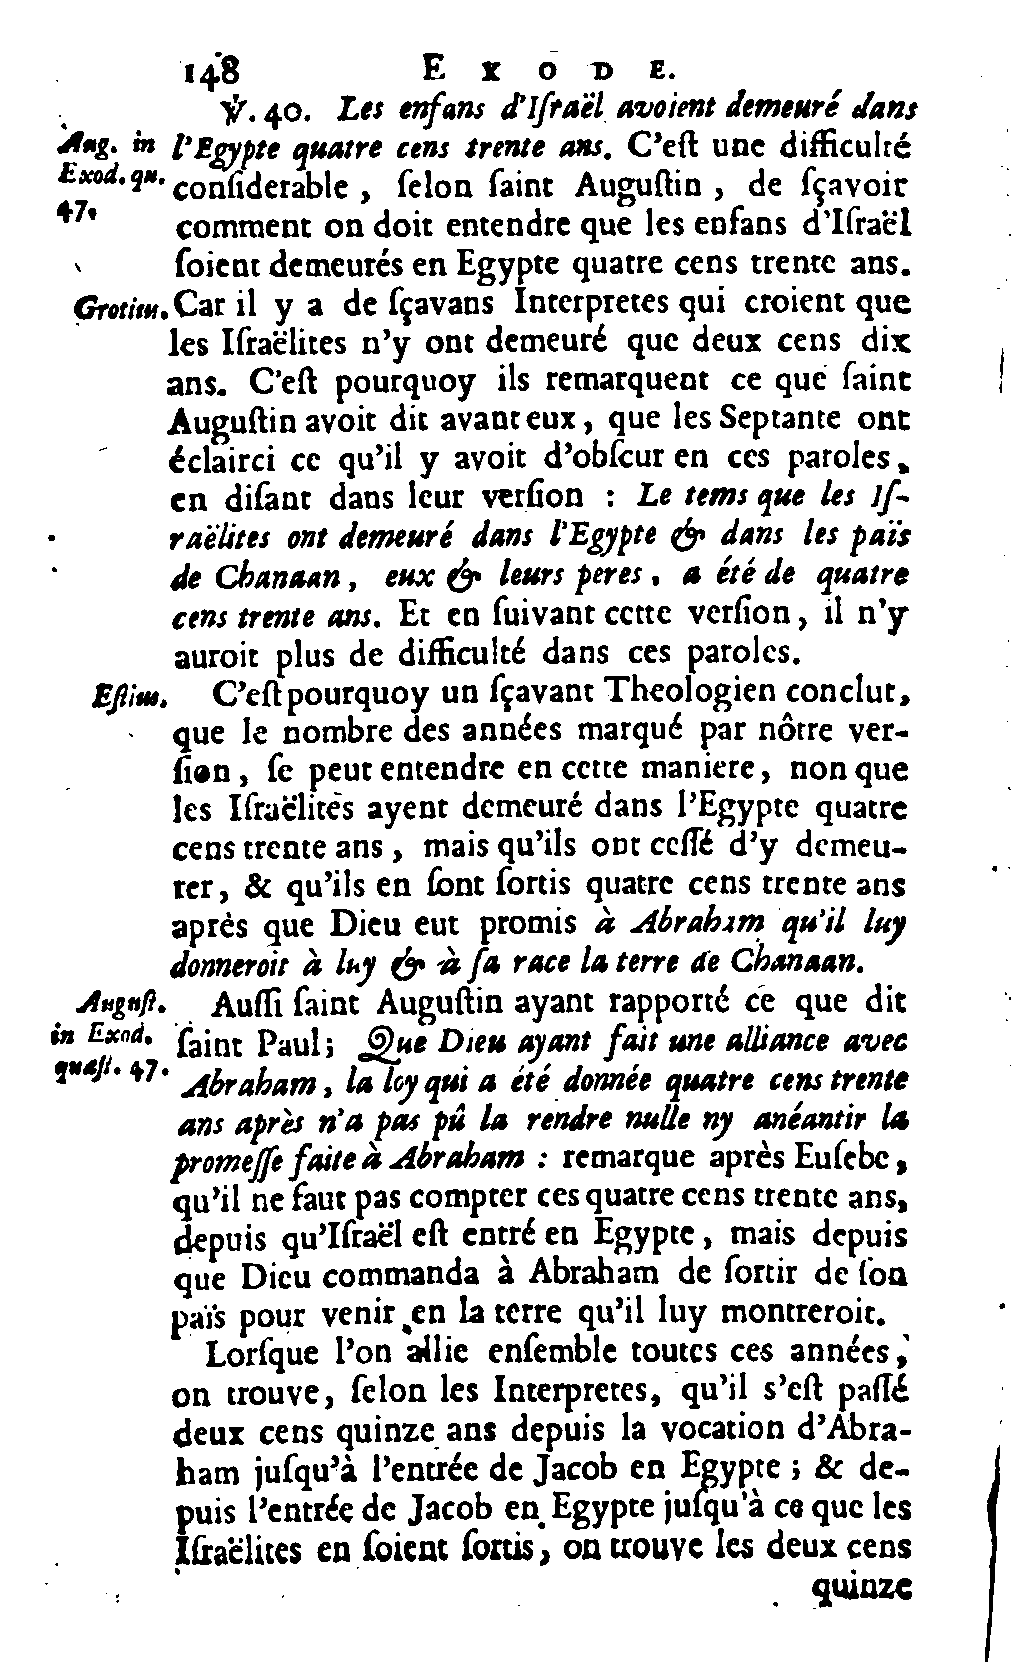 148 EXODE.
℣. 40. Les enfans d'Iſraël avoient demeuré dans
Aug. in l'Egypte quatre cens trente ans. C'eſt une difficulté
Exod. qu. conſiderable, ſelon ſaint Auguſtin, de ſçavoir
47. comment on doit entendre que les enfans d'Iſraël
ſoient demeurés en Egypte quatre cens trente ans.
Grotius. Car il y a de ſçavans Interpretes qui croient que
les Iſraëlites n'y ont demeuré que deux cens dix
ans. C'eſt pourquoy ils remarquent ce que ſaint
Auguſtin avoit dit avant eux, que les Septante ont
éclairci ce qu'il y avoit d'obſcur en ces paroles,
en diſant dans leur verſion : Le tems que les Iſ-
raëlites ont demeuré dans l'Egypte & dans les païs
de Chanaan, eux & leurs peres, a été de quatre
cens trente ans. Et en ſuivant cette verſion, il n'y
auroit plus de difficulté dans ces paroles.
Eſtius. C'eſt pourquoy un ſçavant Theologien conclut,
que le nombre des années marqué par nôtre ver-
ſion, ſe peut entendre en cette maniere, non que
les Iſraëlites ayent demeuré dans l'Egypte quatre
cens trente ans, mais qu'ils ont ceſſé d'y demeu-
rer, & qu'ils en ſont ſortis quatre cens trente ans
après que Dieu eut promis à Abraham qu'il luy
donneroit à luy & à ſa race la terre de Chanaan.
Auguſt. Auſſi ſaint Auguſtin ayant rapporté ce que dit
in Exod. ſaint Paul; Que Dieu ayant fait une alliance avec
quæſt. 47. Abraham, la loy qui a été donnée quatre cens trente
ans après n'a pas pû la rendre nulle ny anéantir la
promeſſe faite à Abraham : remarque après Euſebe,
qu'il ne faut pas compter ces quatre cens trente ans,
depuis qu'Iſraël eſt entré en Egypte, mais depuis
que Dieu commanda à Abraham de ſortir de ſon
païs pour venir en la terre qu'il luy montreroit.
Lorſque l'on allie enſemble toutes ces années,
on trouve, ſelon les Interpretes, qu'il s'eſt paſſé
deux cens quinze ans depuis la vocation d'Abra-
ham juſqu'à l'entrée de Jacob en Egypte ; & de-
puis l'entrée de Jacob en Egypte juſqu'à ce que les
Iſraëlites en ſoient ſortis, on trouve les deux cens
quinze